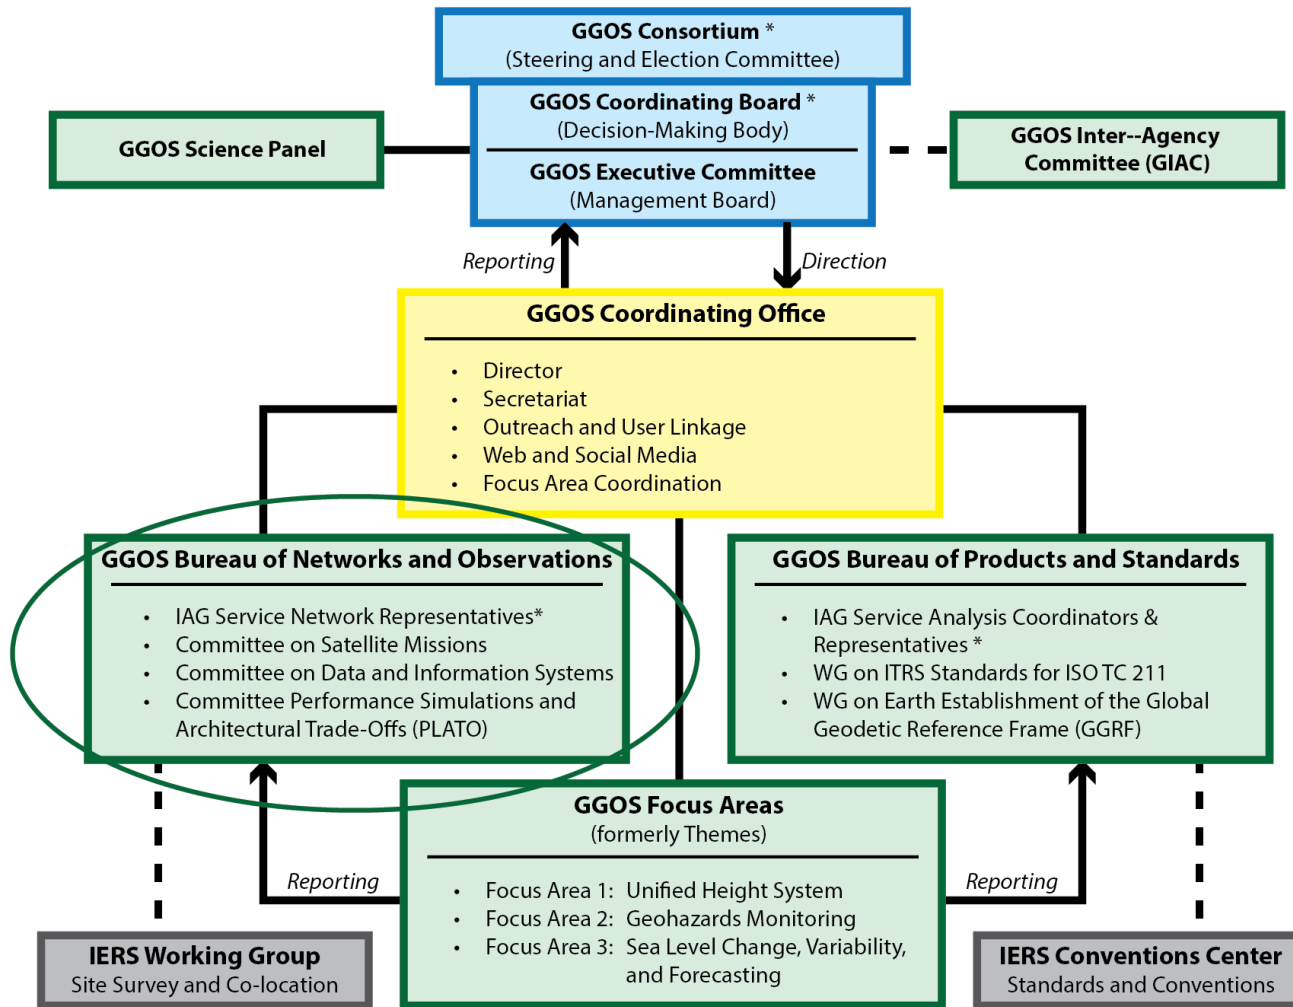 GGOS Consortium *
(Steering and Election Committee)
GGOS Coordinating Board *
(Decision-Making Body)
GGOS Executive Committee
(Management Board)
GGOS Science Panel
GGOS Inter--Agency
Committee (GIAC)
Reporting
Direction
GGOS Coordinating Office
• Director
• Secretariat
• Outreach and User Linkage
• Web and Social Media
• Focus Area Coordination
GGOS Bureau of Networks and Observations
• IAG Service Network Representatives*
• Committee on Satellite Missions
• Committee on Data and Information Systems
• Committee Performance Simulations and
Architectural Trade-Offs (PLATO)
GGOS Bureau of Products and Standards
• IAG Service Analysis Coordinators &
Representatives *
• WG on ITRS Standards for ISO TC 211
• WG on Earth Establishment of the Global
Geodetic Reference Frame (GGRF)
GGOS Focus Areas
(formerly Themes)
• Focus Area 1: Unified Height System
• Focus Area 2: Geohazards Monitoring
• Focus Area 3: Sea Level Change, Variability,
and Forecasting
Reporting
Reporting
IERS Working Group
Site Survey and Co-location
IERS Conventions Center
Standards and Conventions